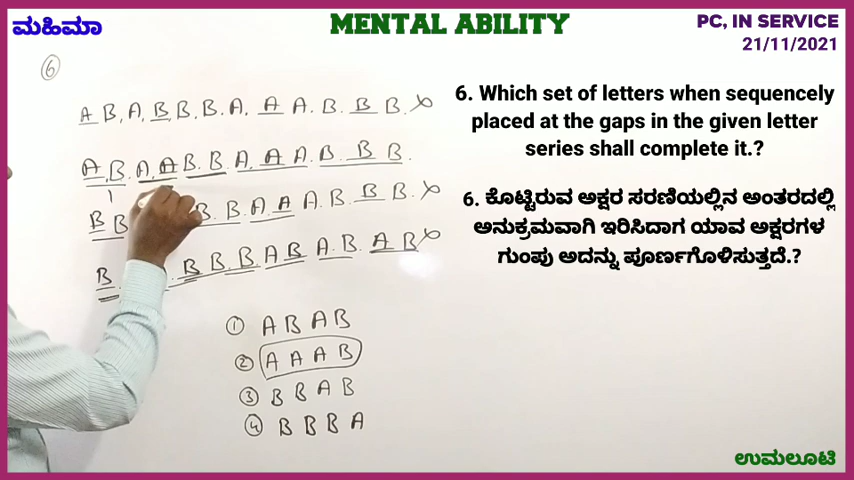 ಮಹಿಮಾ
MENTAL ABILITY
PC, IN SERVICE
21/11/2021
6
A B, A, B, B, B, A, A A. B. B B. X
A, B. A, A B. B. A, A A. B. B B.
B B B. B A A A. B. B B. X
B B B, B A B A. B. A B X
1 A B A B
2 A A A B
3 B B A B
4 B B B A
6. Which set of letters when sequencely
placed at the gaps in the given letter
series shall complete it.?
6. ಕೊಟ್ಟಿರುವ ಅಕ್ಷರ ಸರಣಿಯಲ್ಲಿನ ಅಂತರದಲ್ಲಿ
ಅನುಕ್ರಮವಾಗಿ ಇರಿಸಿದಾಗ ಯಾವ ಅಕ್ಷರಗಳ
ಗುಂಪು ಅದನ್ನು ಪೂರ್ಣಗೊಳಿಸುತ್ತದೆ.?
ಉಮಲೂಟಿ